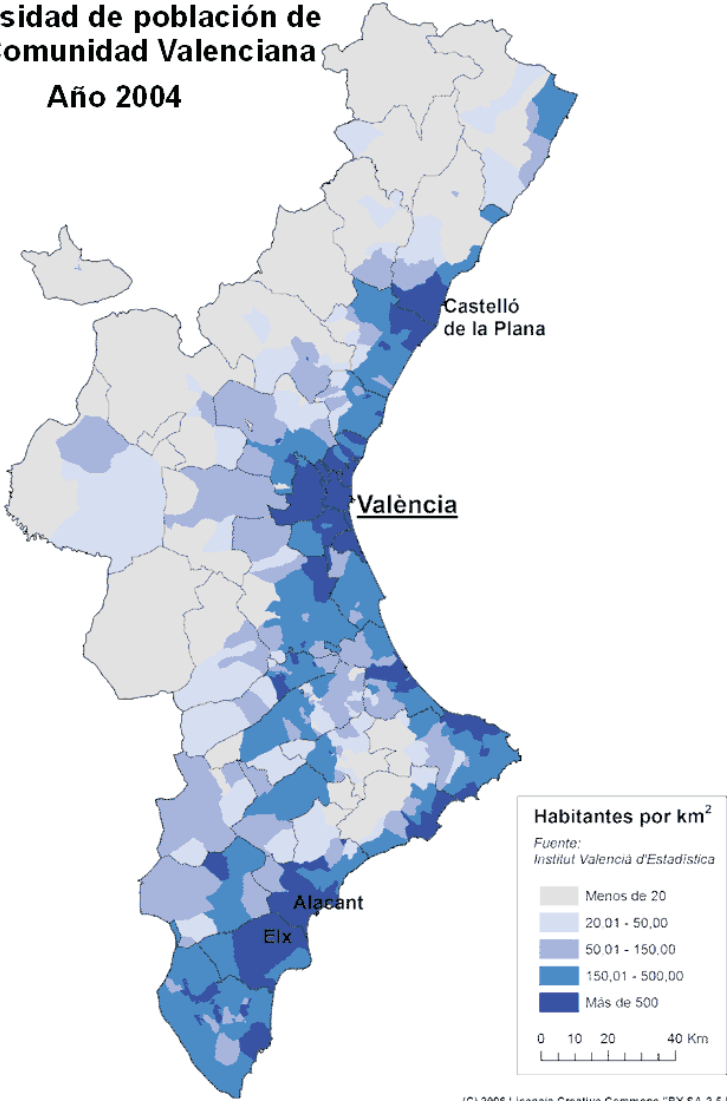 sidad de población de
Comunidad Valenciana
Año 2004
Castelló
de la Plana
València
Alacant
Elx
Habitantes por km²
Fuente:
Institut Valencià d'Estadística
Menos de 20
20,01 - 50,00
50,01 - 150,00
150,01 - 500,00
Más de 500
0 10 20 40 Km